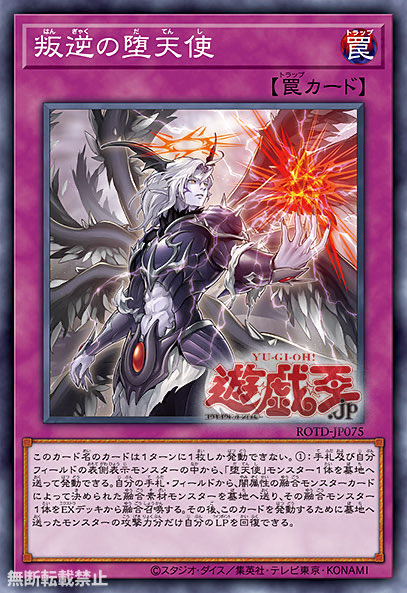 叛逆の堕天使
罠
【罠カード】
YU-GI-OH!
遊戯王.jp
ROTD-JP075
このカード名のカードは1ターンに1枚しか発動できない。①:手札及び自分
フィールドの表側表示モンスターの中から、「堕天使」モンスター1体を墓地へ
送って発動できる。自分の手札・フィールドから、闇属性の融合モンスターカード
によって決められた融合素材モンスターを墓地へ送り、その融合モンスター
1体をEXデッキから融合召喚する。その後、このカードを発動するために墓地へ
送ったモンスターの攻撃力分だけ自分のLPを回復できる。
無断転載禁止
©スタジオ・ダイス/集英社・テレビ東京・KONAMI